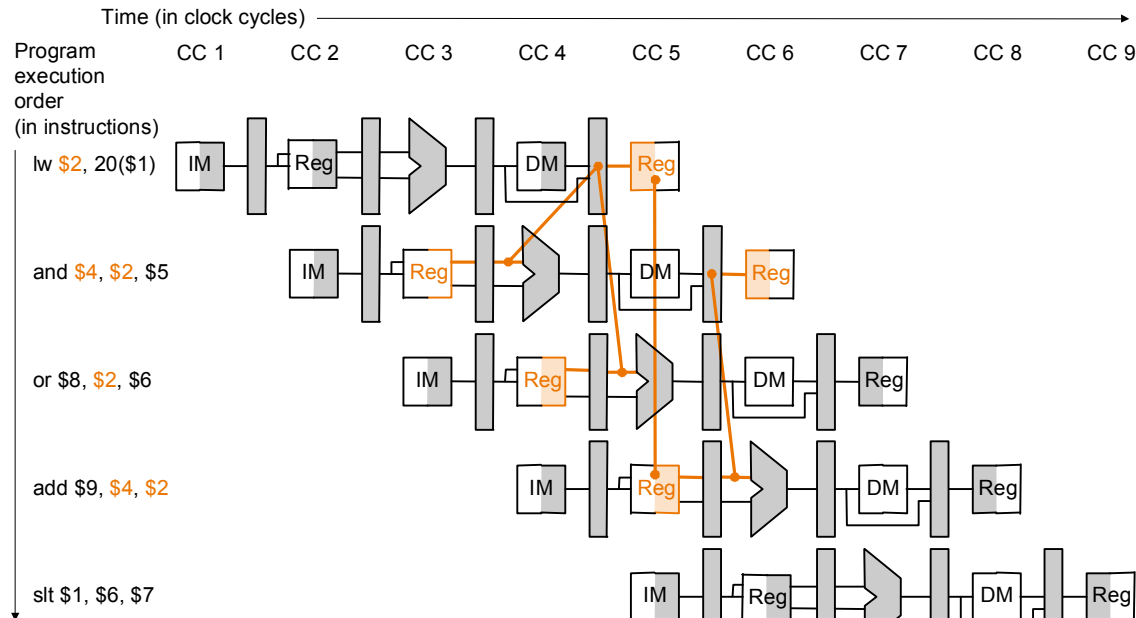 Time (in clock cycles)
CC 1 CC 2 CC 3 CC 4 CC 5 CC 6 CC 7 CC 8 CC 9
Program
execution
order
(in instructions)
lw $2, 20($1) IM Reg DM Reg
and $4, $2, $5 IM Reg DM Reg
or $8, $2, $6 IM Reg DM Reg
add $9, $4, $2 IM Reg DM Reg
slt $1, $6, $7 IM Reg DM Reg